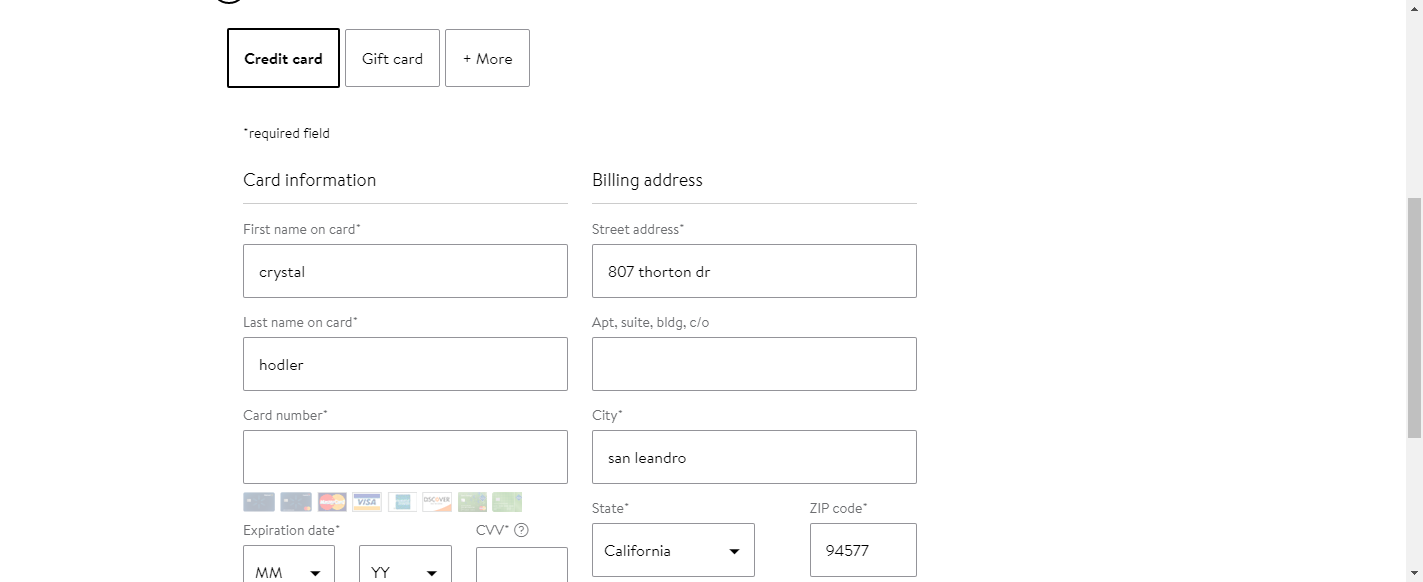 Credit card Gift card + More
*required field
Card information
First name on card*
crystal
Last name on card*
hodler
Card number*
VISA DISCOVER
Expiration date* CVV* ?
MM YY
Billing address
Street address*
807 thorton dr
Apt, suite, bldg, c/o
City*
san leandro
State* ZIP code*
California 94577